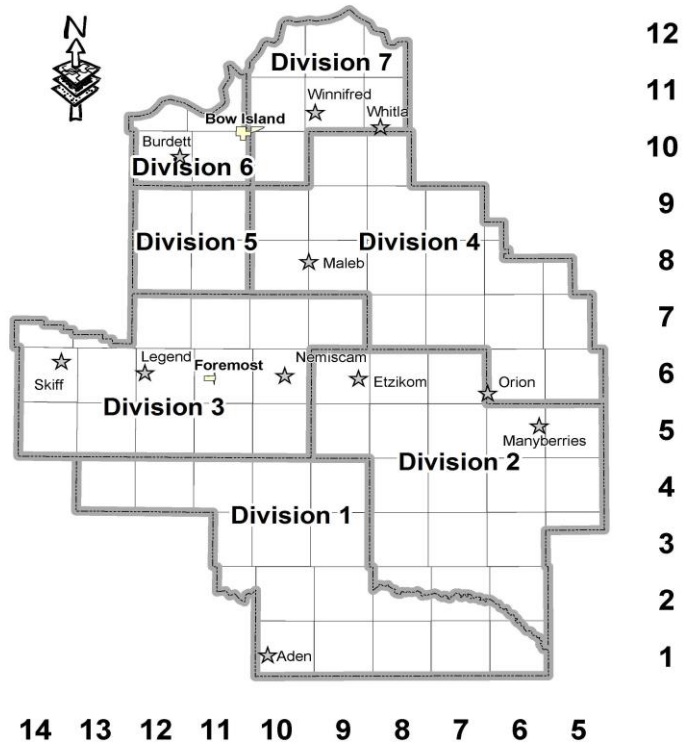 N
12
Division 7
11
Winnifred
Whitla
Bow Island
Burdett
10
Division 6
9
Division 5
Division 4
8
Maleb
7
Legend
Foremost
Nemiscam
6
Skiff
Etzikom
Orion
Division 3
5
Manyberries
Division 2
4
Division 1
3
2
Aden
1
14 13 12 11 10 9 8 7 6 5